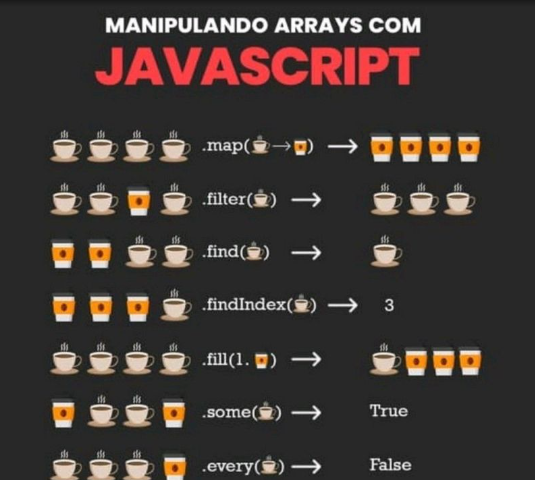 MANIPULANDO ARRAYS COM
JAVASCRIPT
.map( → ) →
.filter( ) →
.find( ) →
.findIndex( ) → 3
.fill(1. ) →
.some( ) → True
.every( ) → False